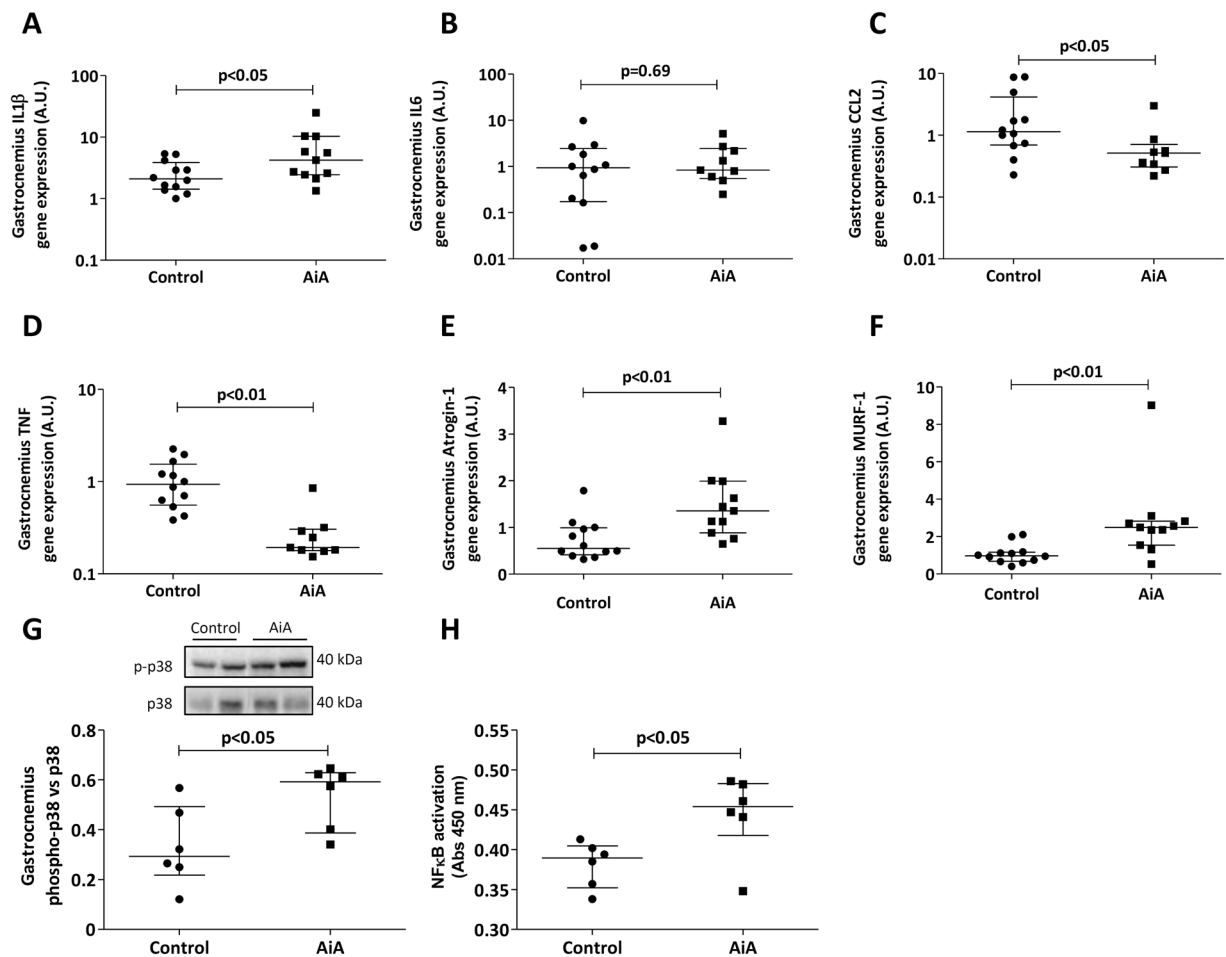 A
Gastrocnemius IL1β
gene expression (A.U.)
100
10
1
0.1
p<0.05
Control
AiA
B
Gastrocnemius IL6
gene expression (A.U.)
100
10
1
0.1
0.01
p=0.69
Control
AiA
C
Gastrocnemius CCL2
gene expression (A.U.)
10
1
0.1
0.01
p<0.05
Control
AiA
D
Gastrocnemius TNF
gene expression (A.U.)
10
1
0.1
p<0.01
Control
AiA
E
Gastrocnemius Atrogin-1
gene expression (A.U.)
4
3
2
1
0
p<0.01
Control
AiA
F
Gastrocnemius MURF-1
gene expression (A.U.)
10
8
6
4
2
0
p<0.01
Control
AiA
G
Control
AiA
p-p38
40 kDa
p38
40 kDa
Gastrocnemius
phospho-p38 vs p38
0.8
0.6
0.4
0.2
0
p<0.05
Control
AiA
H
NFκB activation
(Abs 450 nm)
0.55
0.50
0.45
0.40
0.35
0.30
p<0.05
Control
AiA